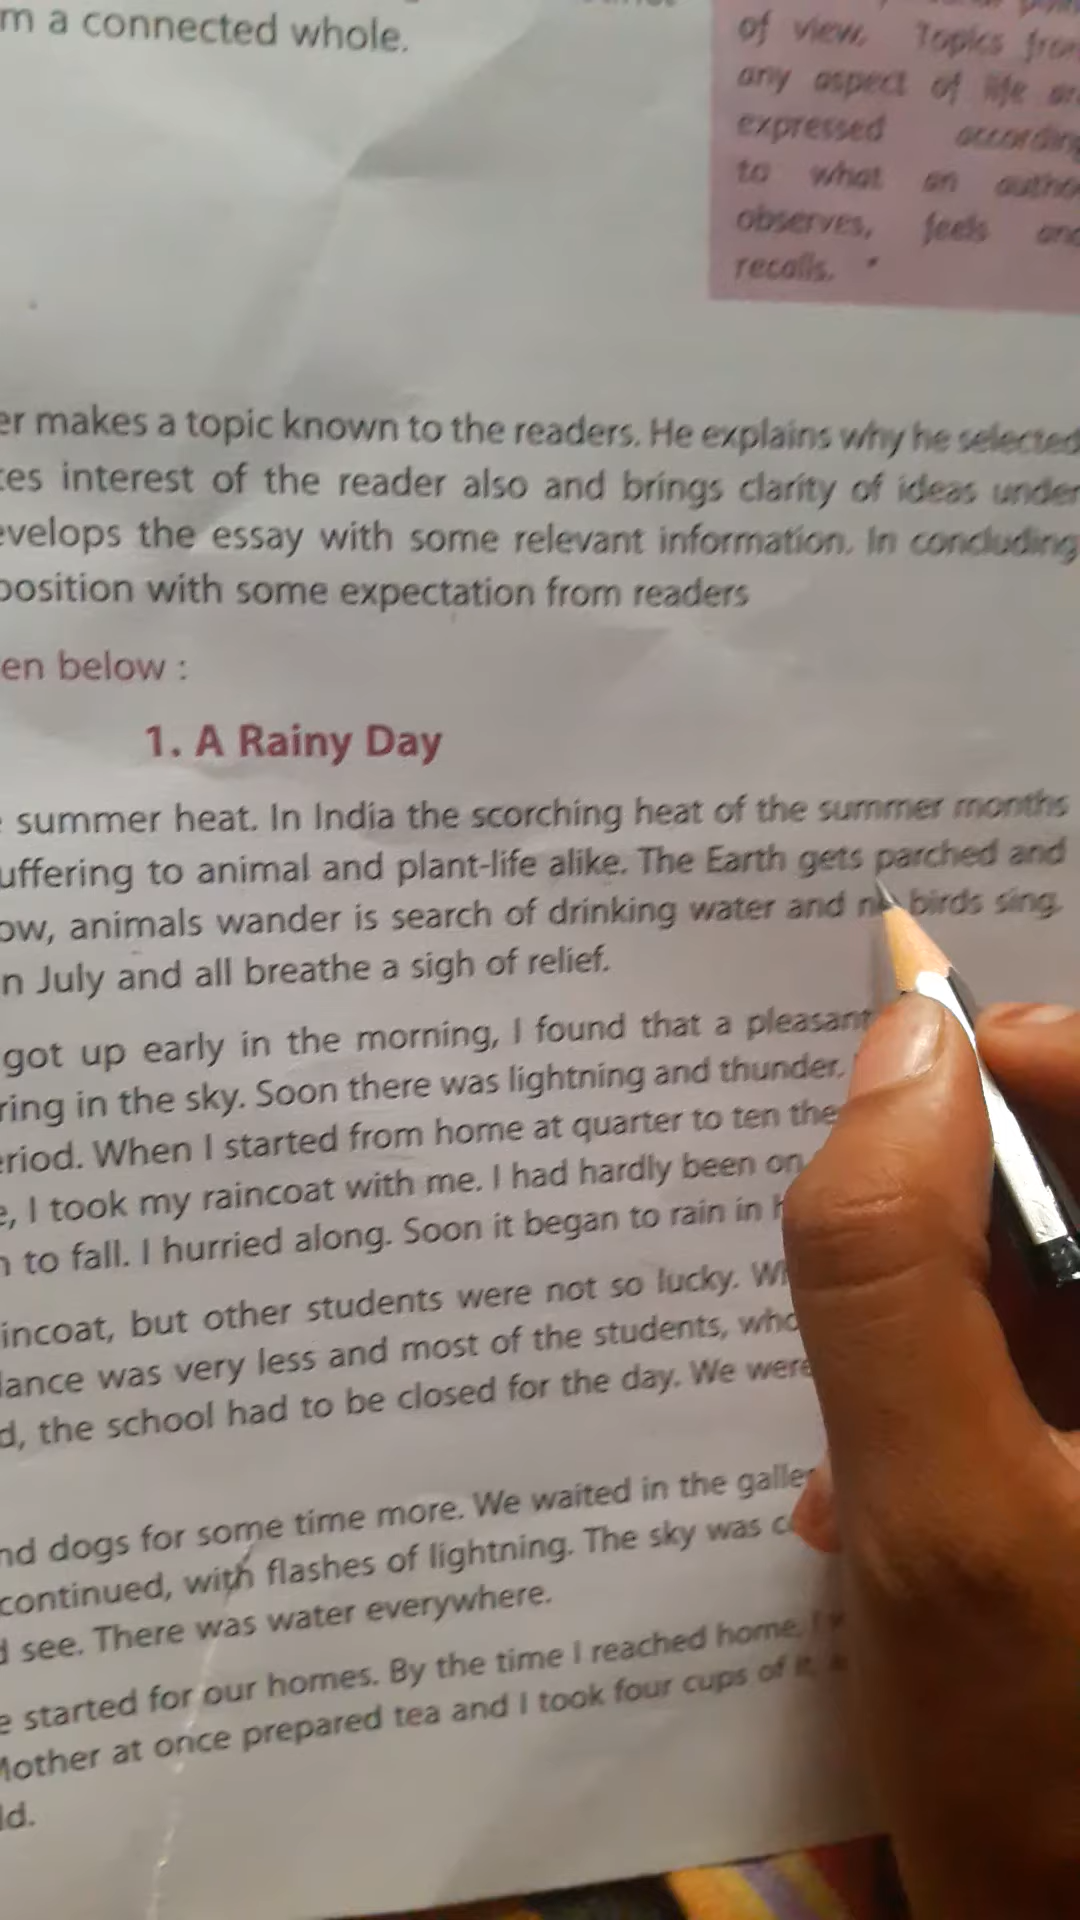 m a connected whole.
of view. Topics from
any aspect of life
expressed according
to what an
observes, feels and
recalls.
makes a topic known to the readers. He explains why he selected
interest of the reader also and brings clarity of ideas under
the essay with some relevant information. In concluding
position with some expectation from readers
en below :
1. A Rainy Day
summer heat. In India the scorching heat of the summer months
uffering to animal and plant-life alike. The Earth gets parched and
ow, animals wander is search of drinking water and birds sing.
n July and all breathe a sigh of relief.
got up early in the morning, I found that a pleasant
ring in the sky. Soon there was lightning and thunder.
eriod. When I started from home at quarter to ten the
I took my raincoat with me. I had hardly been on
to fall. I hurried along. Soon it began to rain in
incoat, but other students were not so lucky.
dance was very less and most of the students, who
d, the school had to be closed for the day. We were
nd dogs for some time more. We waited in the
continued, with flashes of lightning. The sky was
see. There was water everywhere.
e started for our homes. By the time I reached home, I
Mother at once prepared tea and I took four cups of it,
ld.